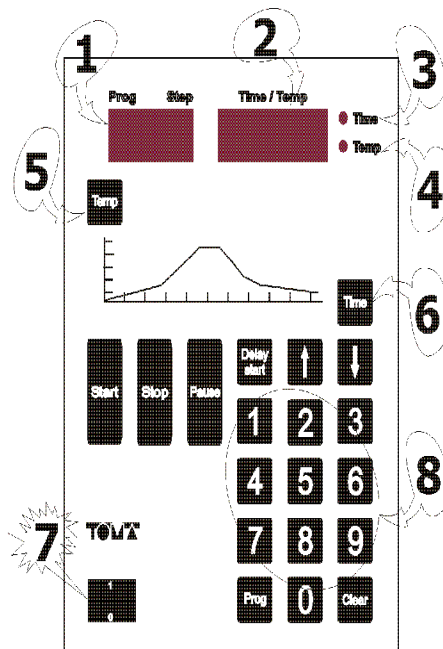 1
2
3
Prog Step Time / Temp
Time
Temp
4
5
Temp
Time
6
Delay start ↑ ↓
Start Stop Pause
1 2 3
4 5 6
8
7 8 9
TOMA
7
1
0
Prog 0 Clear